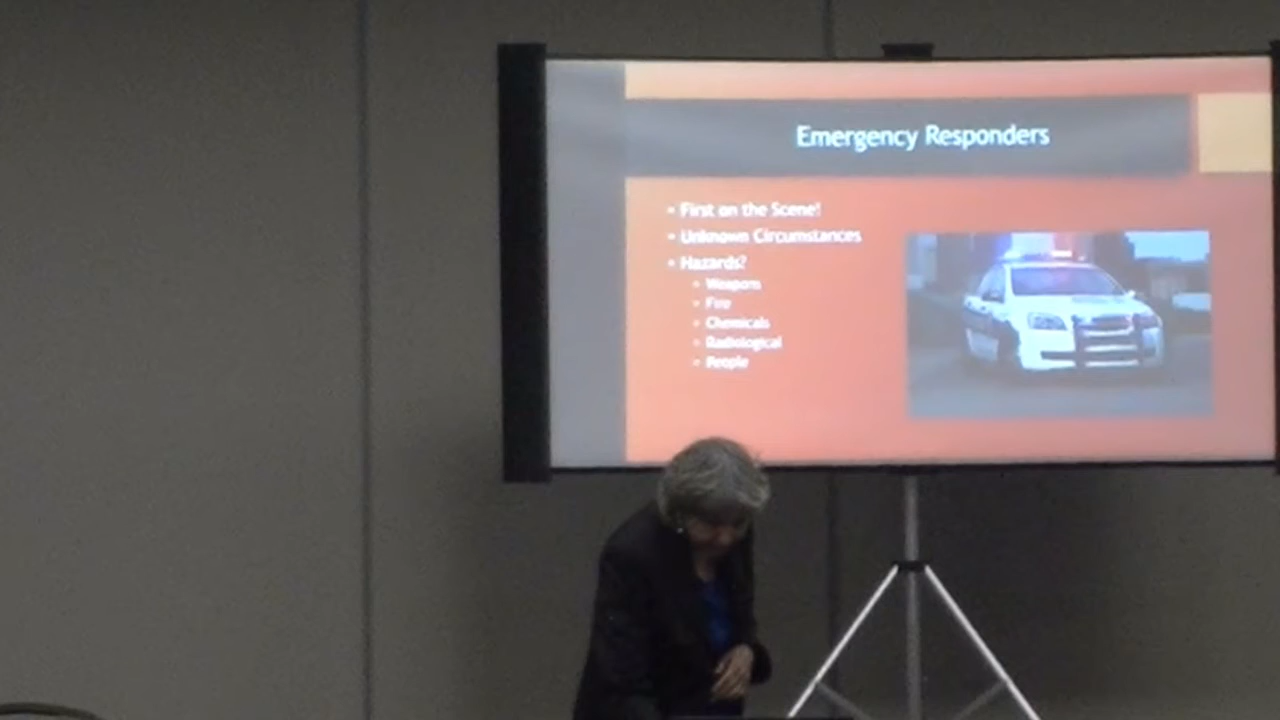 Emergency Responders
First on the Scene!
Unknown Circumstances
Hazards?
Weapons
Fire
Chemicals
Radiological
People